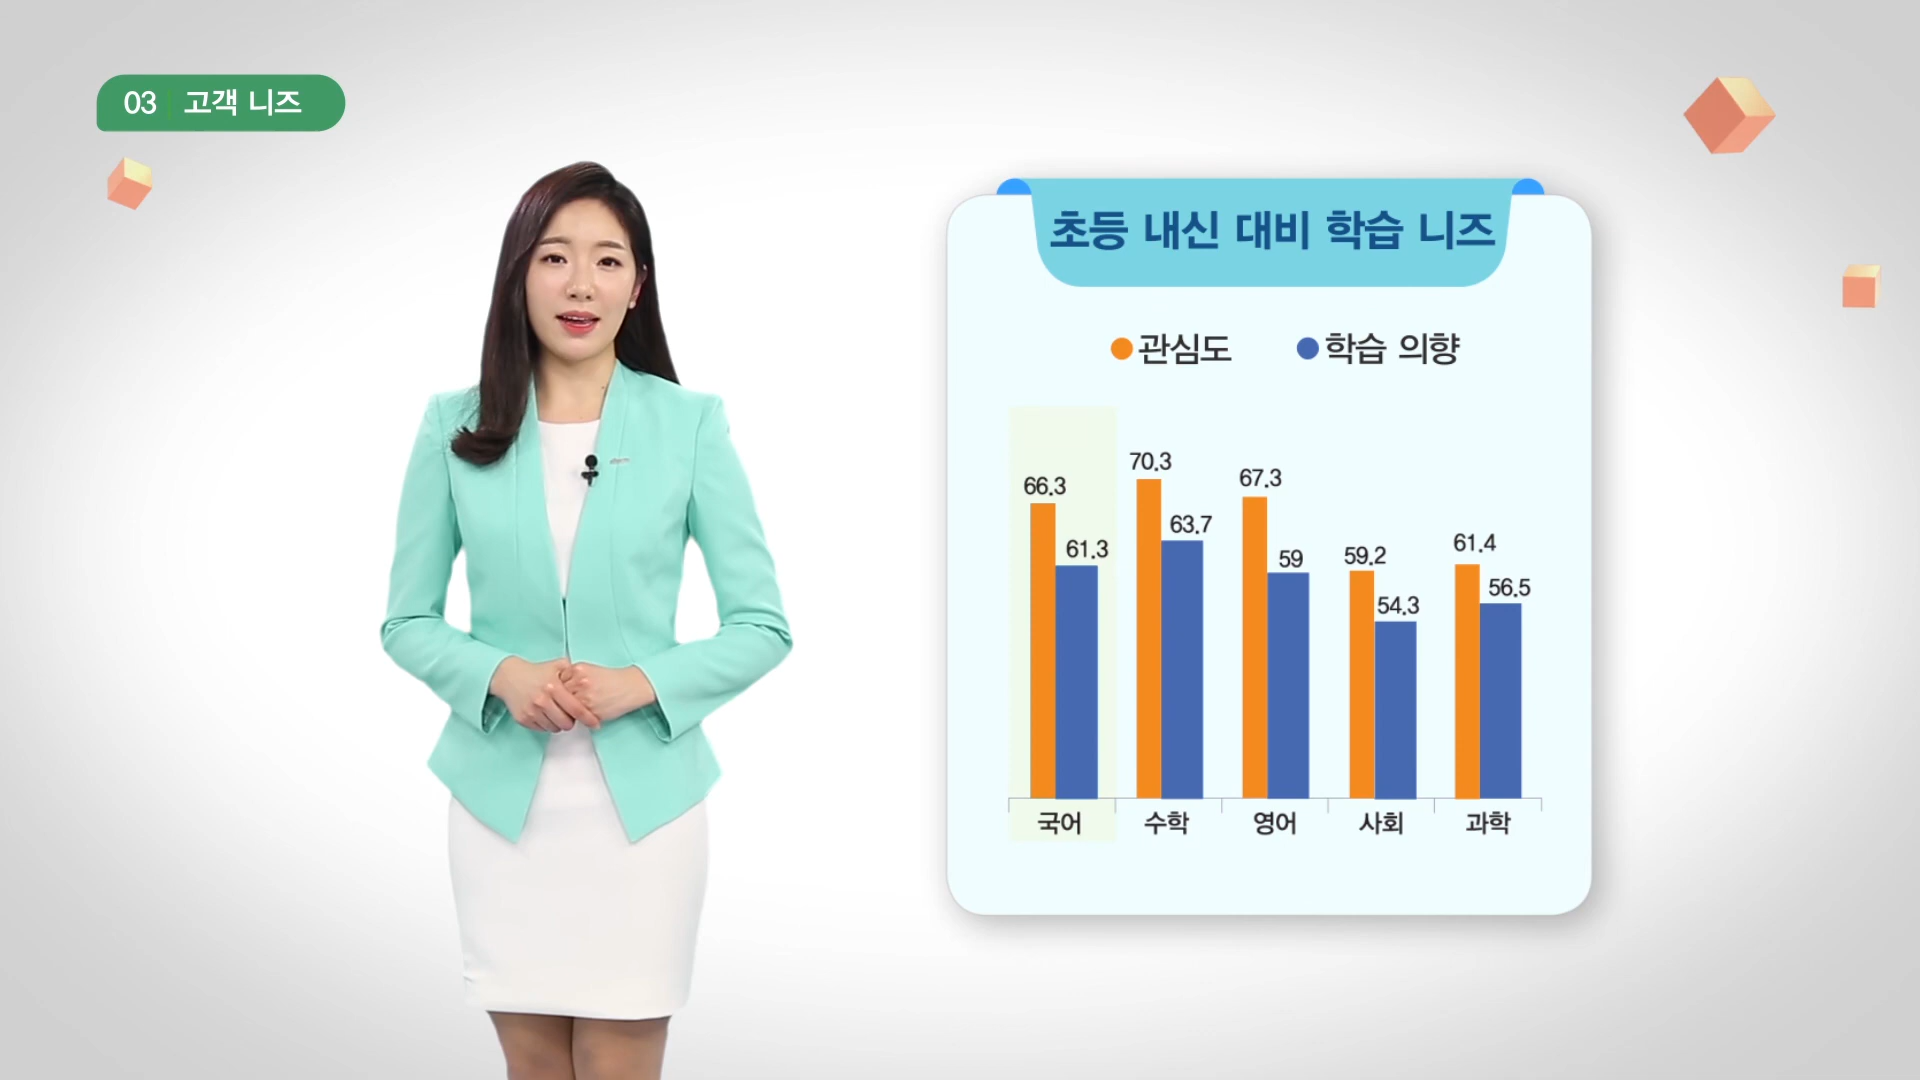 03 고객 니즈
초등 내신 대비 학습 니즈
관심도 학습 의향
66.3 61.3 70.3 63.7 67.3 59 59.2 54.3 61.4 56.5
국어 수학 영어 사회 과학